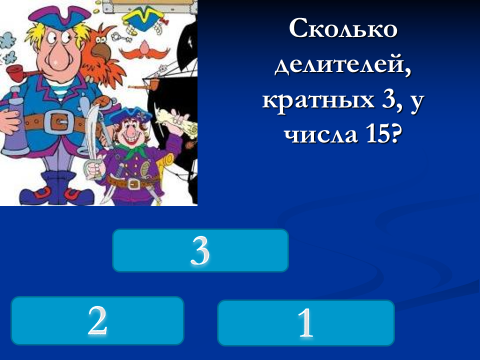 Сколько
делителей,
кратных 3, у
числа 15?
3
2
1